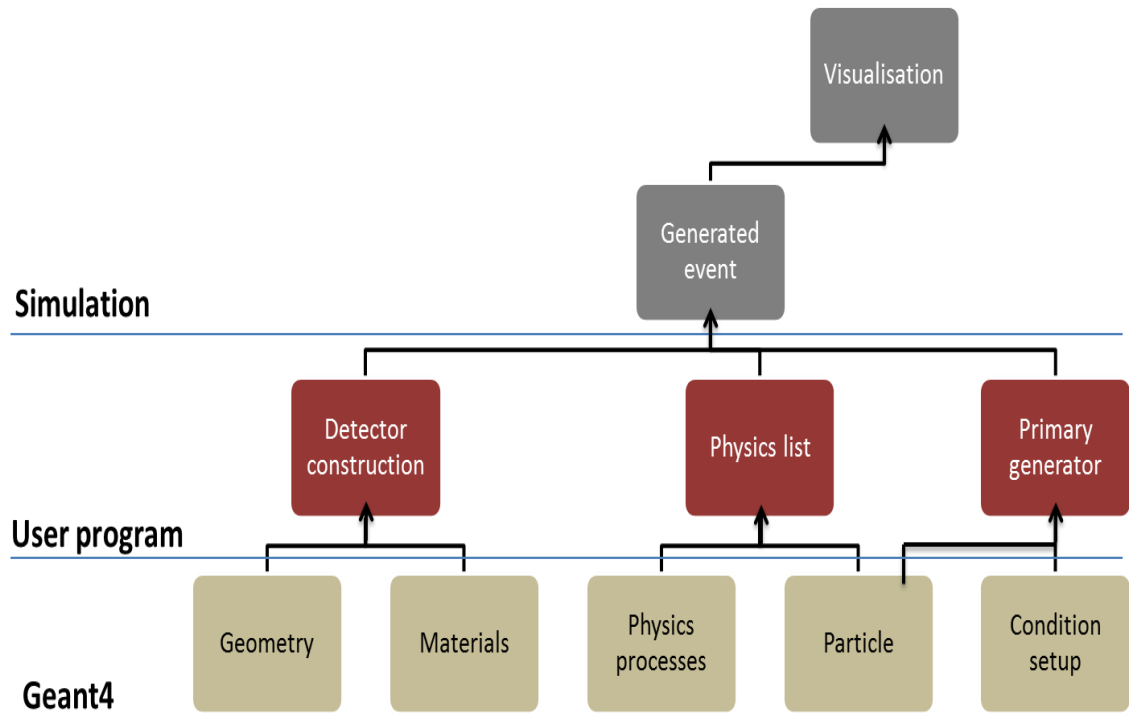 Visualisation
Generated
event
Simulation
Detector
construction
Physics list
Primary
generator
User program
Geometry
Materials
Physics
processes
Particle
Condition
setup
Geant4